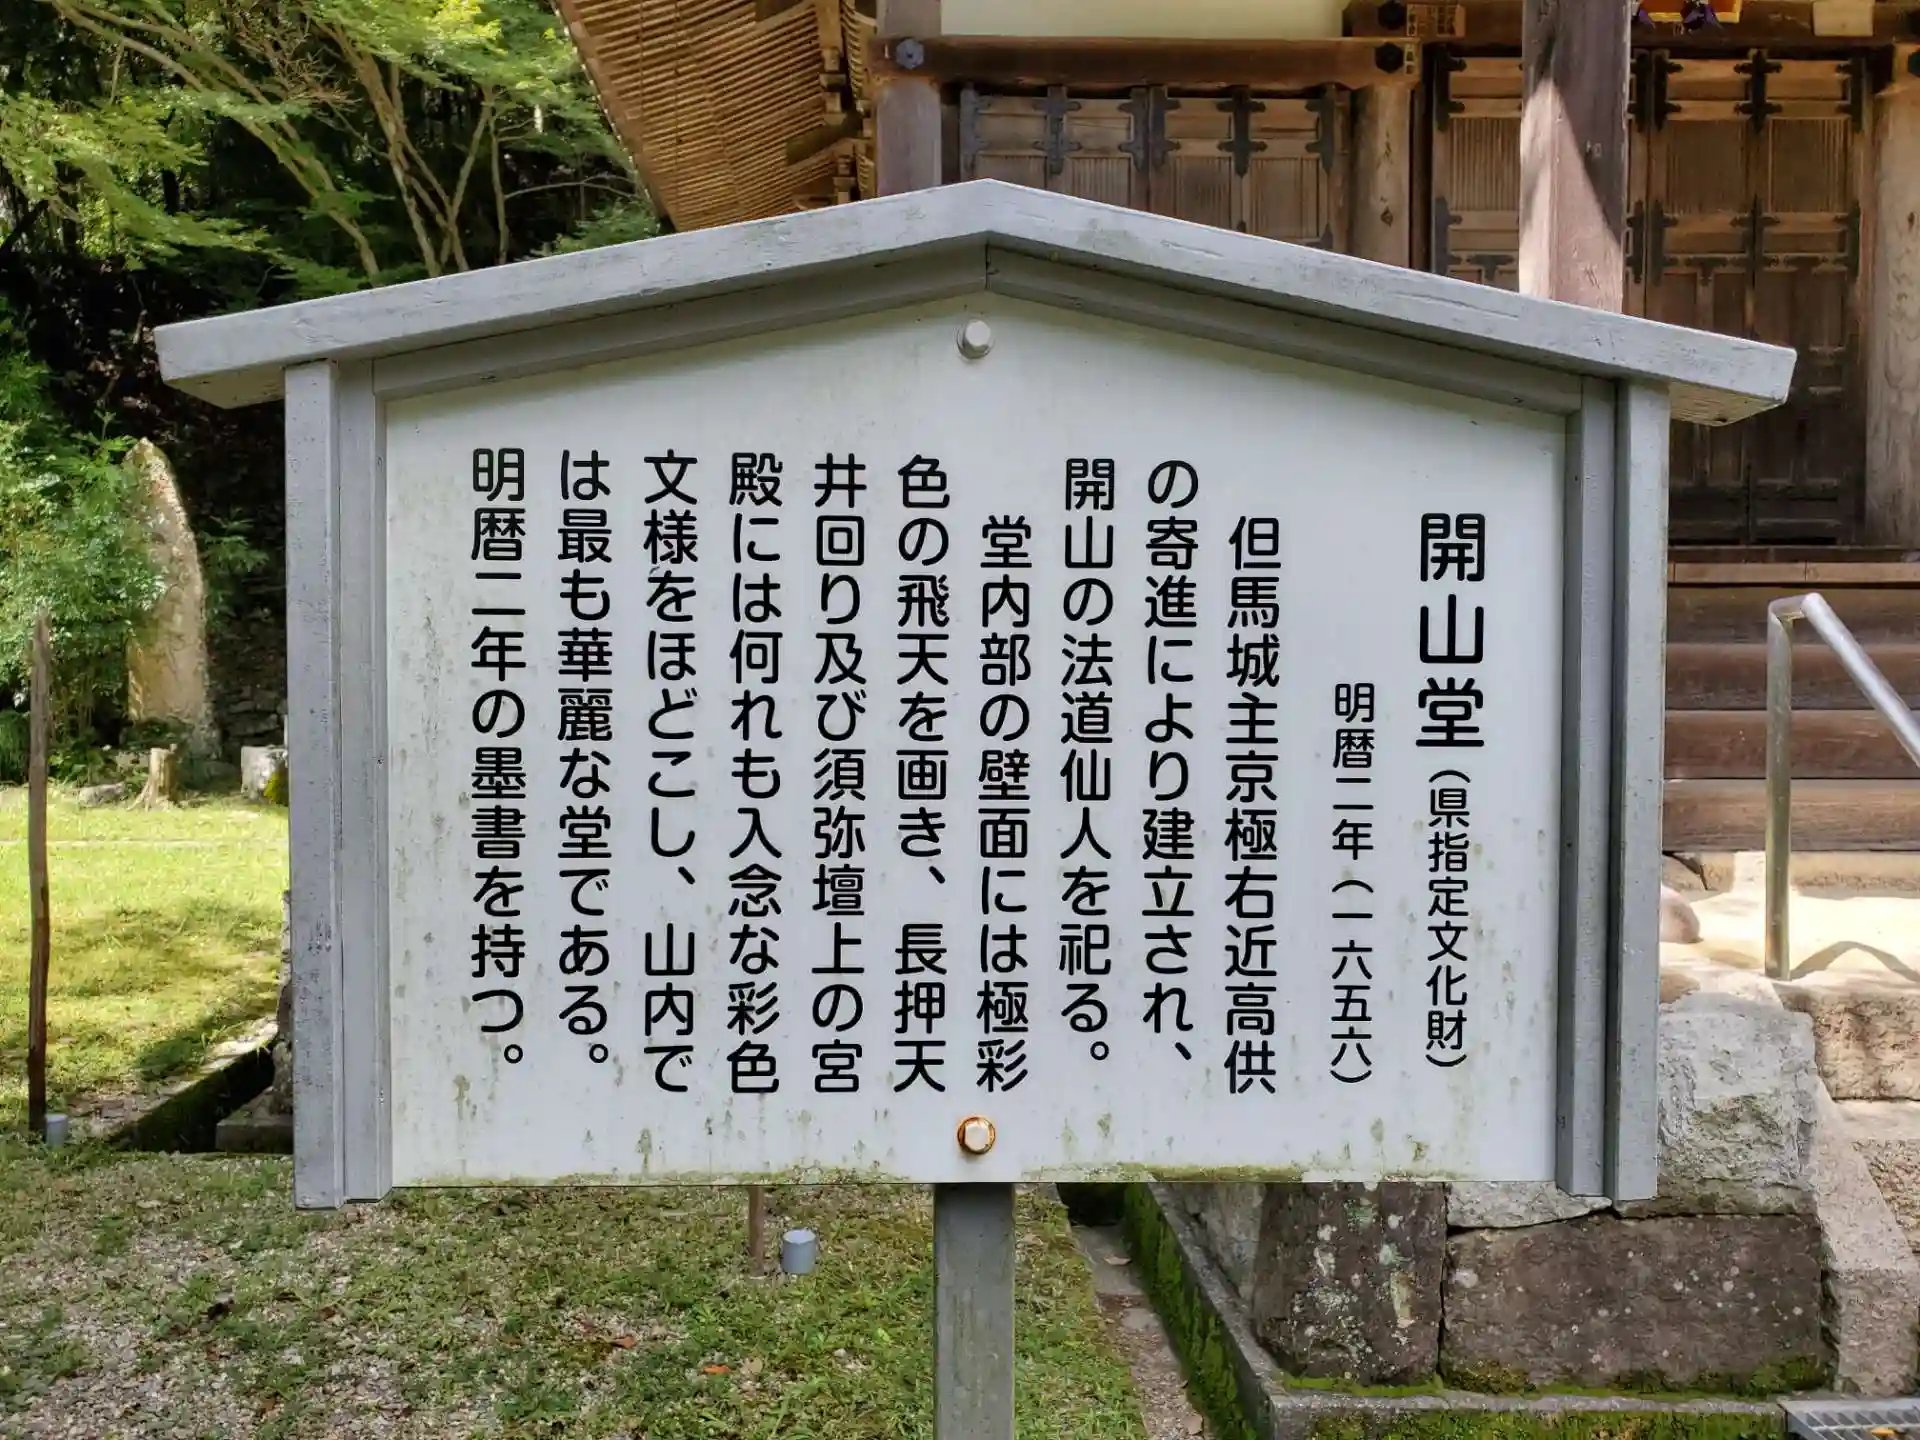 開山堂（県指定文化財）
明暦二年（一六五六）
但馬城主京極右近高供
の寄進により建立され、
開山の法道仙人を祀る。
堂内部の壁面には極彩
色の飛天を画き、長押天
井回り及び須弥壇上の宮
殿には何れも入念な彩色
文様をほどこし、山内で
は最も華麗な堂である。
明暦二年の墨書を持つ。